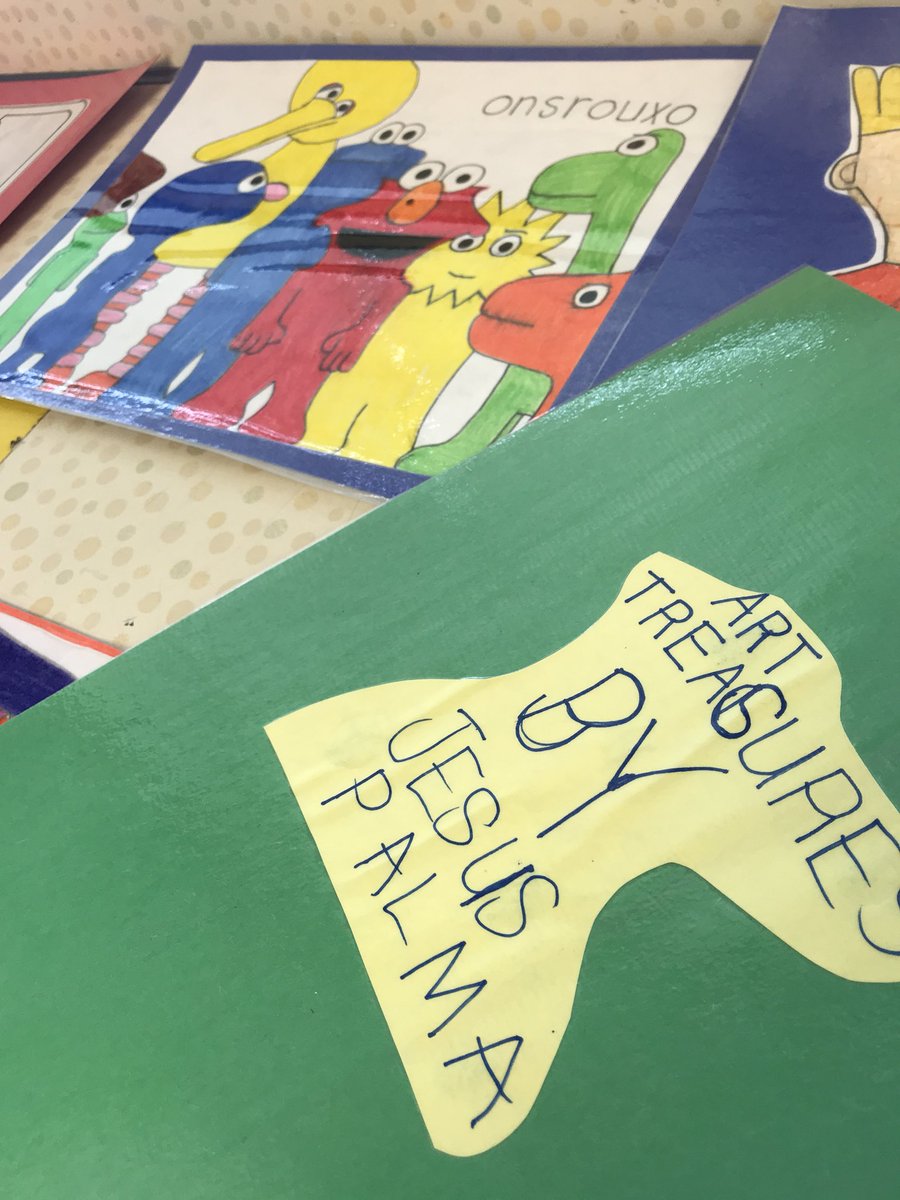 onsrouxo
ART
TREASURES
BY
JESUS
PALMA